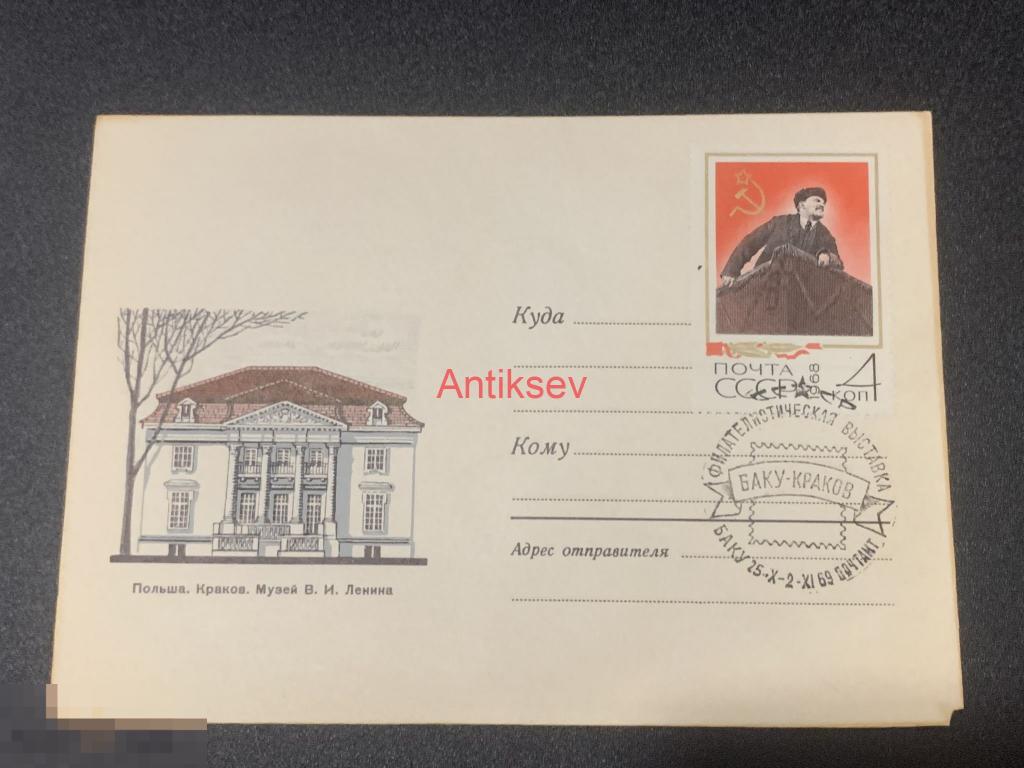 Куда
Antiksev
ПОЧТА
СССР
1968
4
КОП
Кому
ФИЛАТЕЛИСТИЧЕСКАЯ ВЫСТАВКА
БАКУ-КРАКОВ
БАКУ 25-X-2-XI 69 ПОЧТАМТ
Адрес отправителя
Польша. Краков. Музей В. И. Ленина